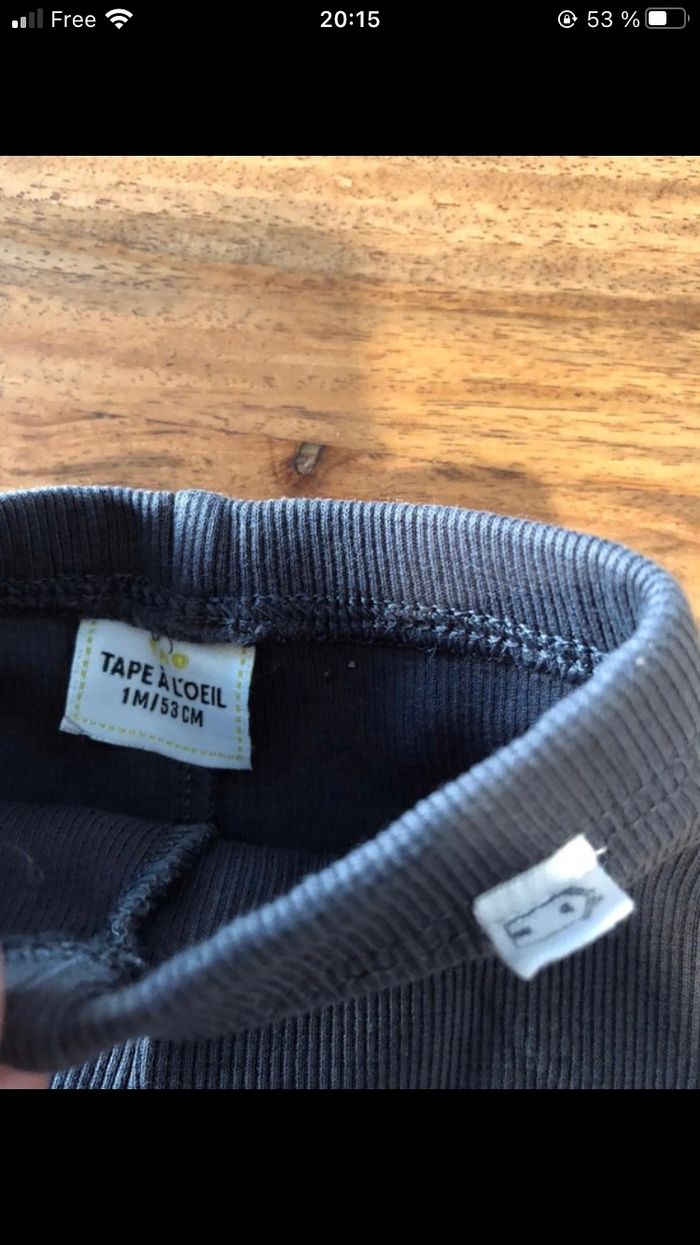 Free
20:15
53 %
TAPE À L'OEIL
1M/53CM